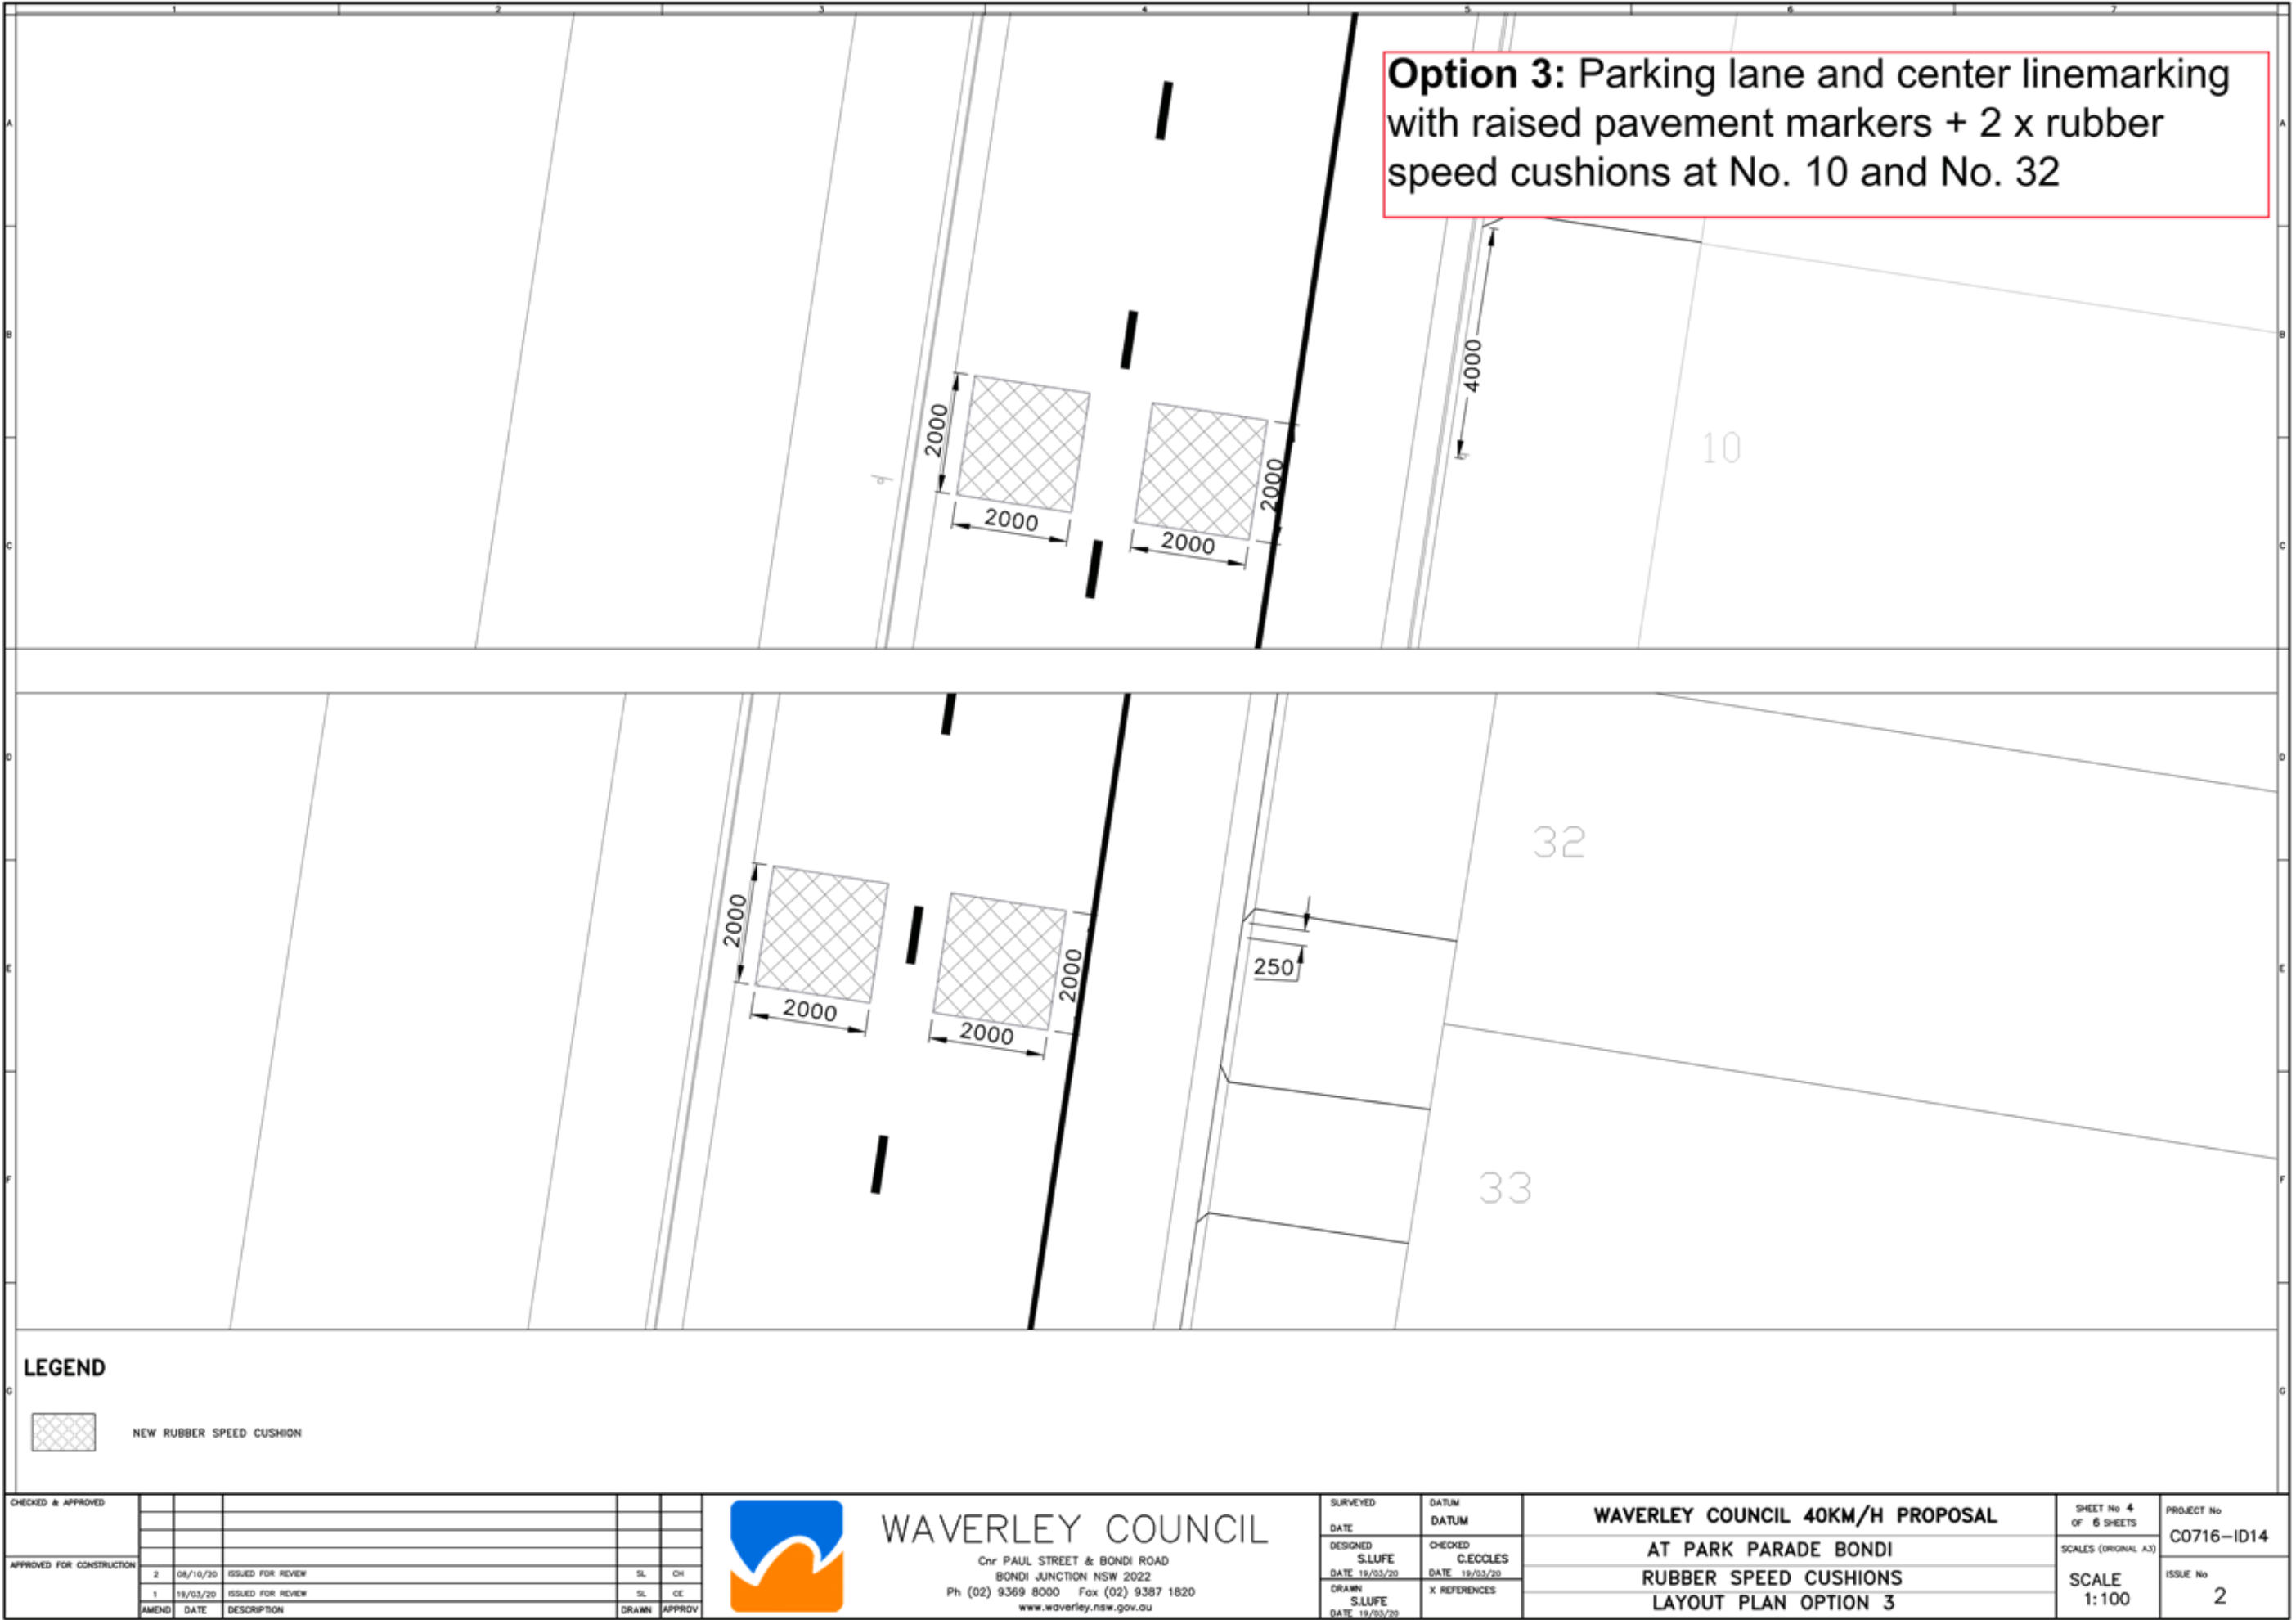 1 2 3 4 5 6 7
Option 3: Parking lane and center linemarking
with raised pavement markers + 2 x rubber
speed cushions at No. 10 and No. 32
A A
B B
4000
2000
2000
10
2000
2000
C C
D D
32
2000
2000
250
E E
2000
2000
F F
33
LEGEND
G G
NEW RUBBER SPEED CUSHION
CHECKED & APPROVED
APPROVED FOR CONSTRUCTION
2 08/10/20 ISSUED FOR REVIEW SL CH
1 19/03/20 ISSUED FOR REVIEW SL CE
AMEND DATE DESCRIPTION DRAWN APPROV
WAVERLEY COUNCIL
Cnr PAUL STREET & BONDI ROAD
BONDI JUNCTION NSW 2022
Ph (02) 9369 8000 Fax (02) 9387 1820
www.waverley.nsw.gov.au
SURVEYED
DATE
DATUM
DATUM
DESIGNED
S.LUFE
DATE 19/03/20
CHECKED
C.ECCLES
DATE 19/03/20
DRAWN
S.LUFE
DATE 19/03/20
X REFERENCES
WAVERLEY COUNCIL 40KM/H PROPOSAL
AT PARK PARADE BONDI
RUBBER SPEED CUSHIONS
LAYOUT PLAN OPTION 3
SHEET No 4
OF 6 SHEETS
SCALES (ORIGINAL A3)
SCALE
1:100
PROJECT No
C0716-ID14
ISSUE No
2